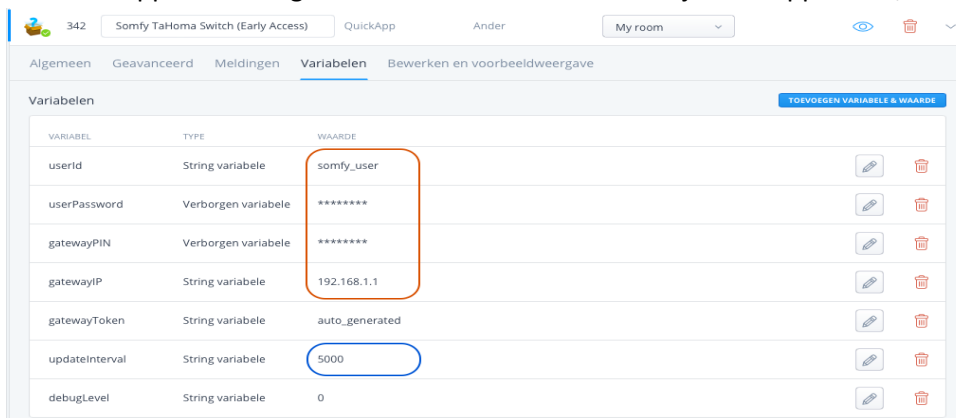 342 Somfy TaHoma Switch (Early Access) QuickApp Ander My room
Algemeen Geavanceerd Meldingen Variabelen Bewerken en voorbeeldweergave
Variabelen TOEVOEGEN VARIABELE & WAARDE
VARIABEL TYPE WAARDE
userId String variabele somfy_user
userPassword Verborgen variabele ********
gatewayPIN Verborgen variabele ********
gatewayIP String variabele 192.168.1.1
gatewayToken String variabele auto_generated
updateInterval String variabele 5000
debugLevel String variabele 0